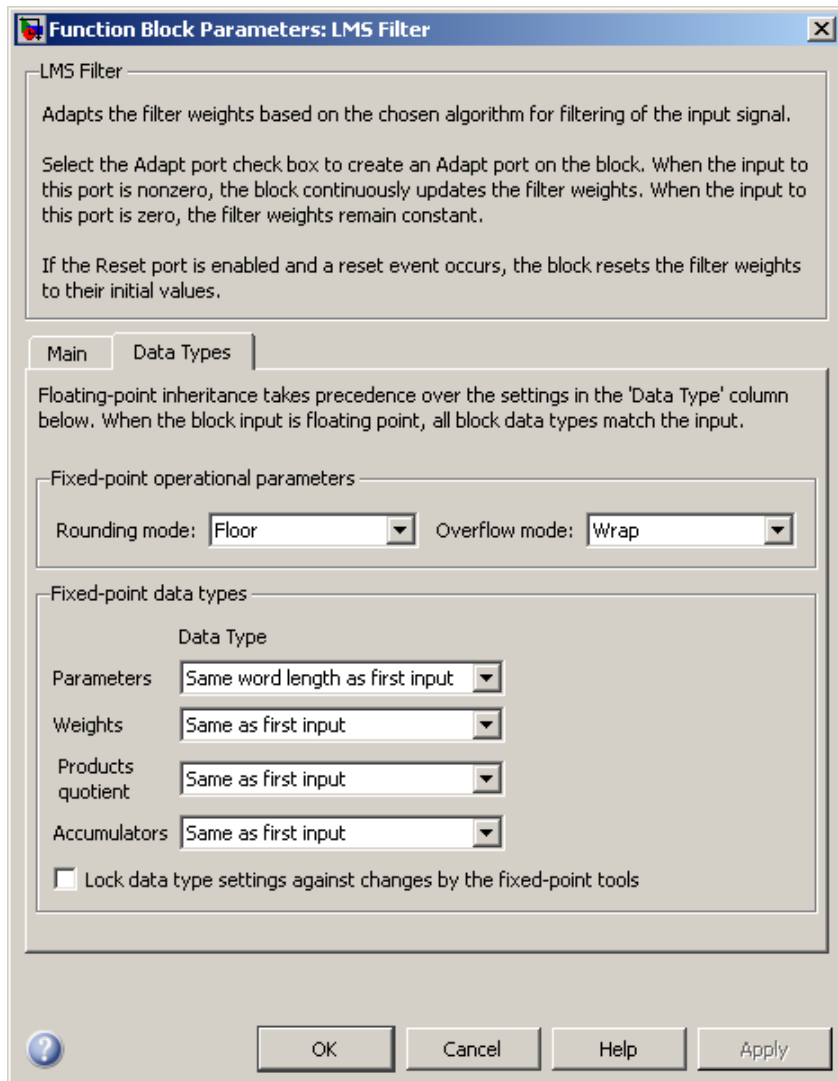 Function Block Parameters: LMS Filter
LMS Filter
Adapts the filter weights based on the chosen algorithm for filtering of the input signal.
Select the Adapt port check box to create an Adapt port on the block. When the input to
this port is nonzero, the block continuously updates the filter weights. When the input to
this port is zero, the filter weights remain constant.
If the Reset port is enabled and a reset event occurs, the block resets the filter weights
to their initial values.
Main Data Types
Floating-point inheritance takes precedence over the settings in the 'Data Type' column
below. When the block input is floating point, all block data types match the input.
Fixed-point operational parameters
Rounding mode: Floor Overflow mode: Wrap
Fixed-point data types
Data Type
Parameters Same word length as first input
Weights Same as first input
Products
quotient Same as first input
Accumulators Same as first input
Lock data type settings against changes by the fixed-point tools
? OK Cancel Help Apply